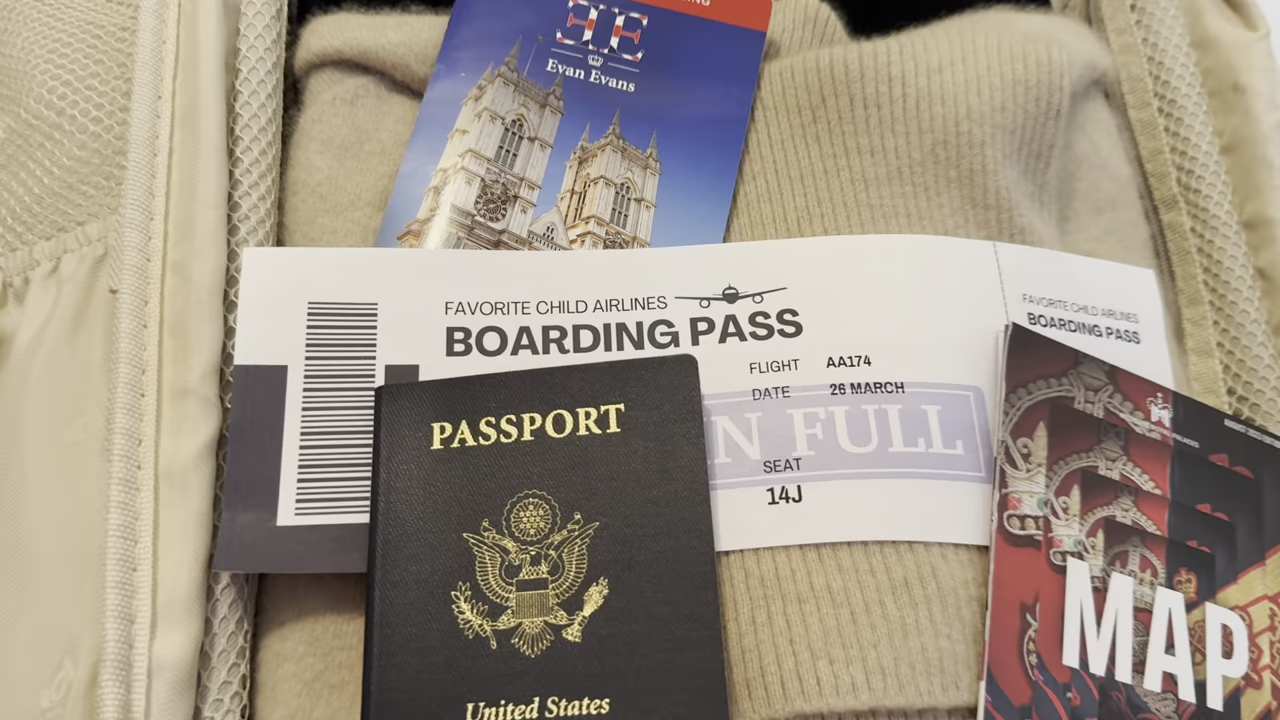 EE
Evan Evans
FAVORITE CHILD AIRLINES
BOARDING PASS
FLIGHT AA174
DATE 26 MARCH
N FULL
SEAT
14J
FAVORITE CHILD AIRLINES
BOARDING PASS
PASSPORT
United States
MAP